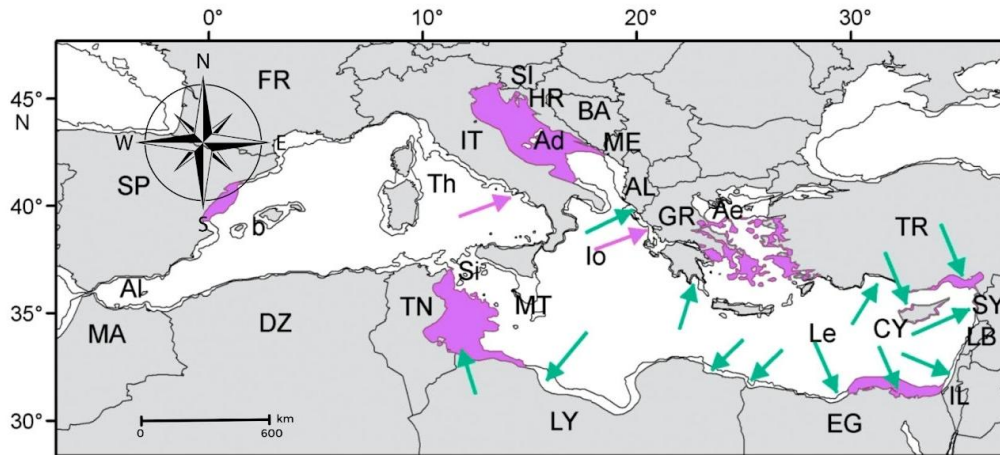 0° 10° 20° 30°
45°
N
40°
35°
30°
N
W E
S
FR
SI
HR
BA
IT Ad ME
SP
Th
AL
b
GR Ae
TR
Io
Al
Si
TN MT
SY
MA DZ
Le CY
LB
IL
LY EG
km
0 600